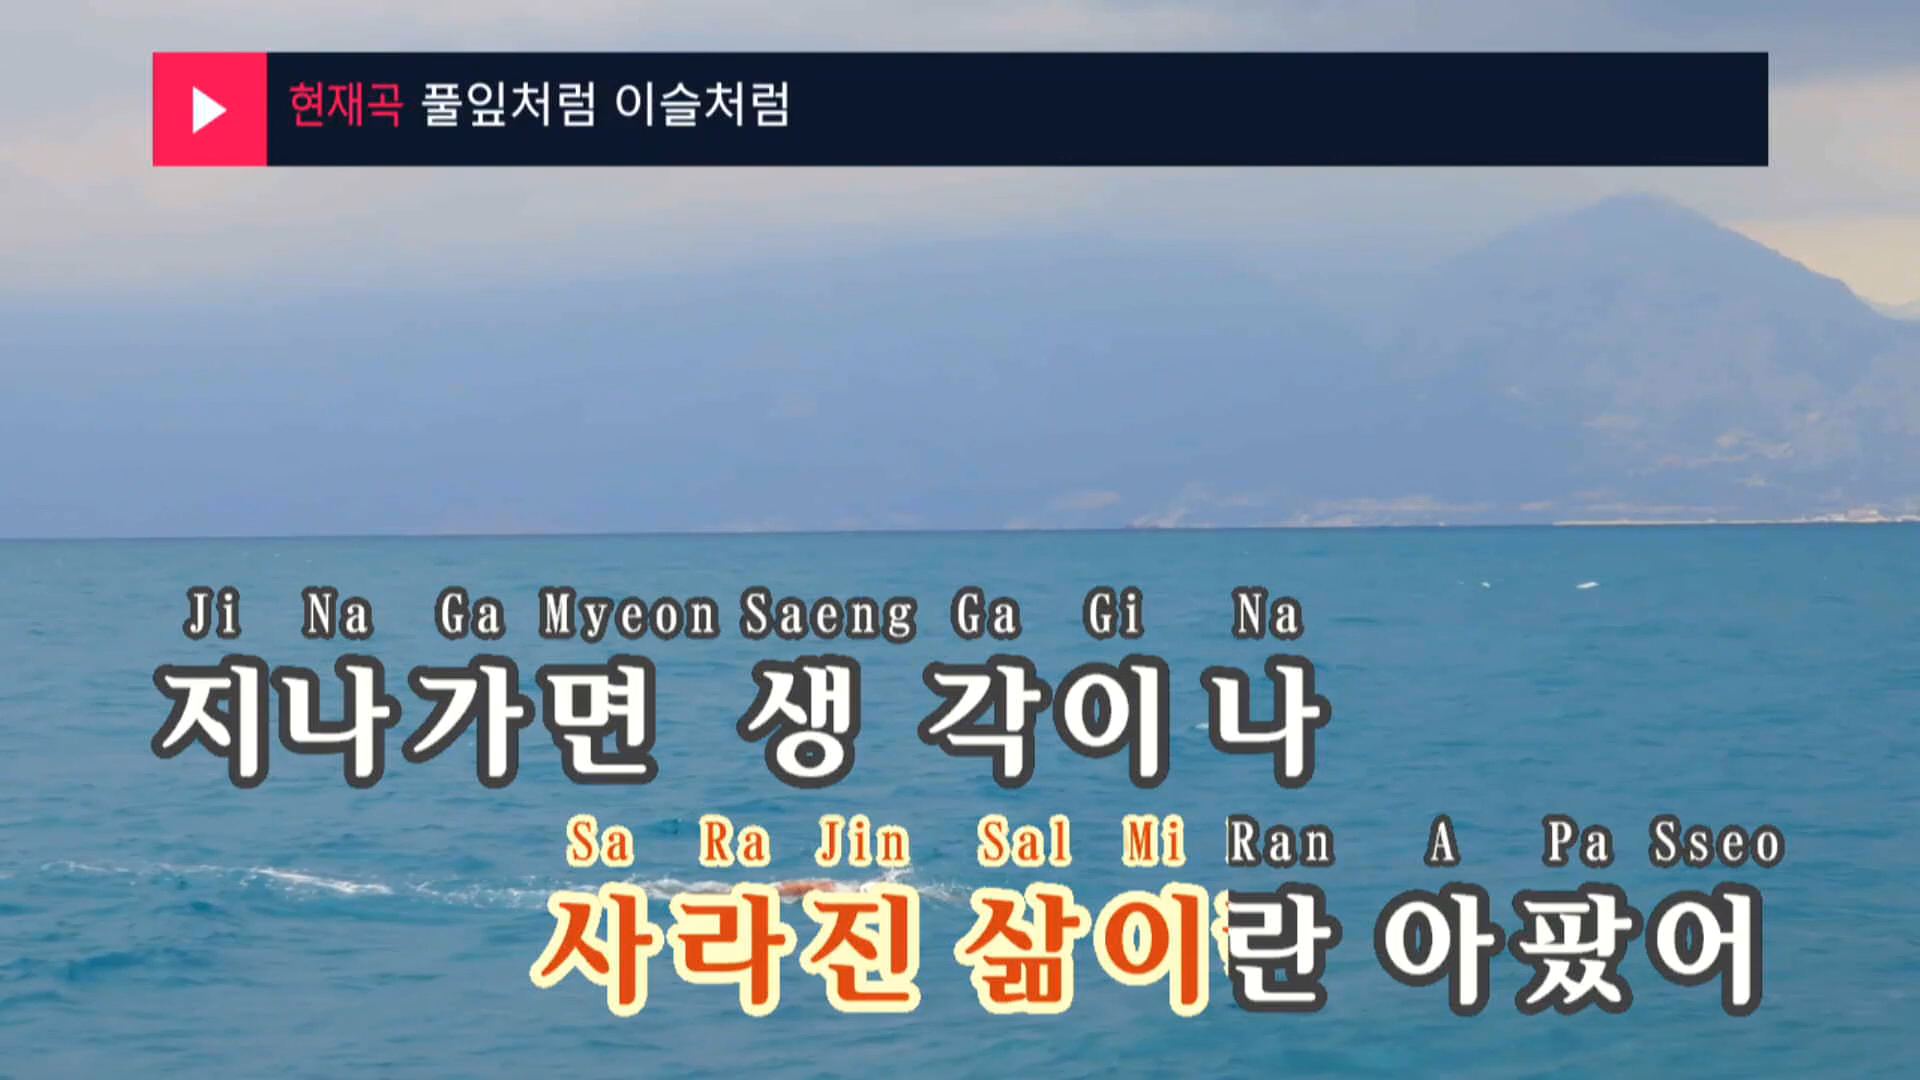 현재곡 풀잎처럼 이슬처럼
Ji Na Ga Myeon Saeng Ga Gi Na
지나가면 생각이나
Sa Ra Jin Sal Mi Ran A Pa Sseo
사라진 삶이란 아팠어